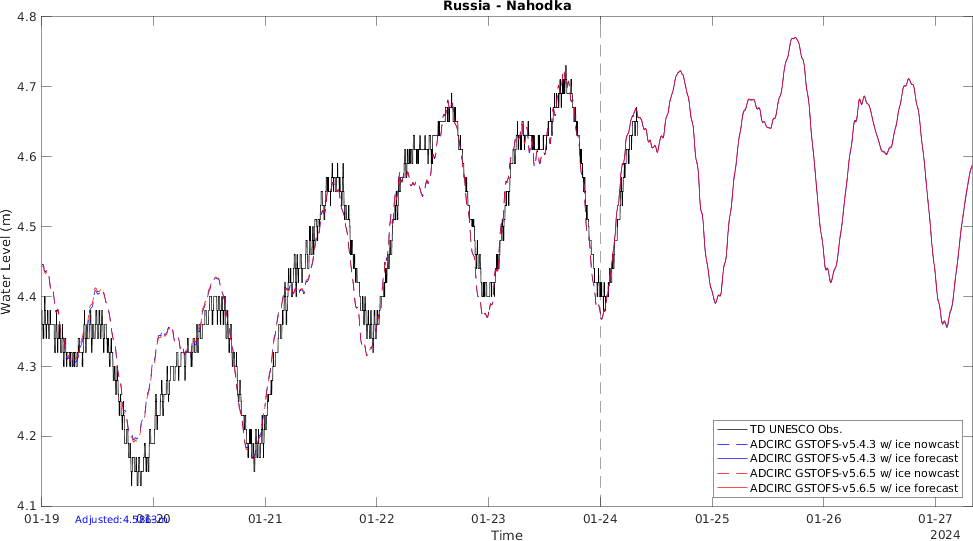 Russia - Nahodka
4.8
4.7
4.6
4.5
4.4
4.3
4.2
4.1
Water Level (m)
01-19
01-20
01-21
01-22
01-23
01-24
01-25
01-26
01-27
2024
Time
TD UNESCO Obs.
ADCIRC GSTOFS-v5.4.3 w/ ice nowcast
ADCIRC GSTOFS-v5.4.3 w/ ice forecast
ADCIRC GSTOFS-v5.6.5 w/ ice nowcast
ADCIRC GSTOFS-v5.6.5 w/ ice forecast